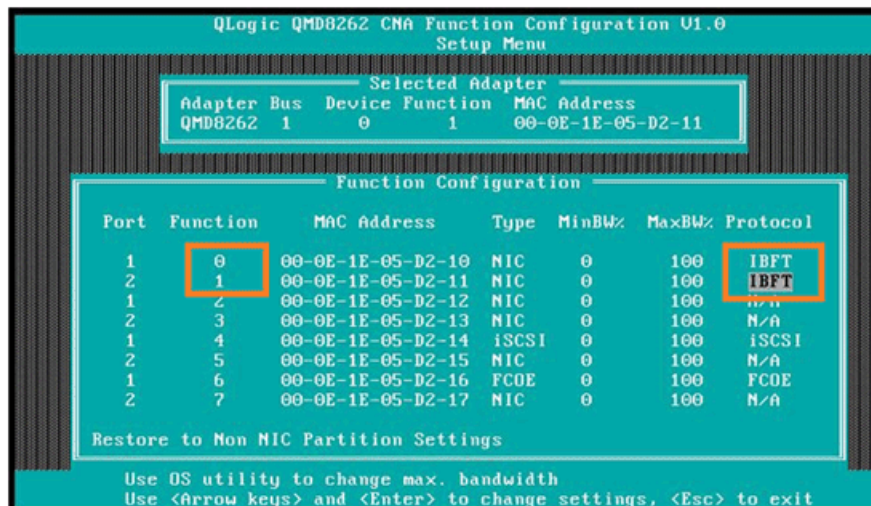 QLogic QMD8262 CNA Function Configuration V1.0
Setup Menu
Selected Adapter
Adapter Bus Device Function MAC Address
QMD8262 1 0 1 00-0E-1E-05-D2-11
Function Configuration
Port Function MAC Address Type MinBW% MaxBW% Protocol
1 0 00-0E-1E-05-D2-10 NIC 0 100 IBFT
2 1 00-0E-1E-05-D2-11 NIC 0 100 IBFT
1 2 00-0E-1E-05-D2-12 NIC 0 100 N/A
2 3 00-0E-1E-05-D2-13 NIC 0 100 N/A
1 4 00-0E-1E-05-D2-14 iSCSI 0 100 iSCSI
2 5 00-0E-1E-05-D2-15 NIC 0 100 N/A
1 6 00-0E-1E-05-D2-16 FCOE 0 100 FCOE
2 7 00-0E-1E-05-D2-17 NIC 0 100 N/A
Restore to Non NIC Partition Settings
Use OS utility to change max. bandwidth
Use <Arrow keys> and <Enter> to change settings, <Esc> to exit